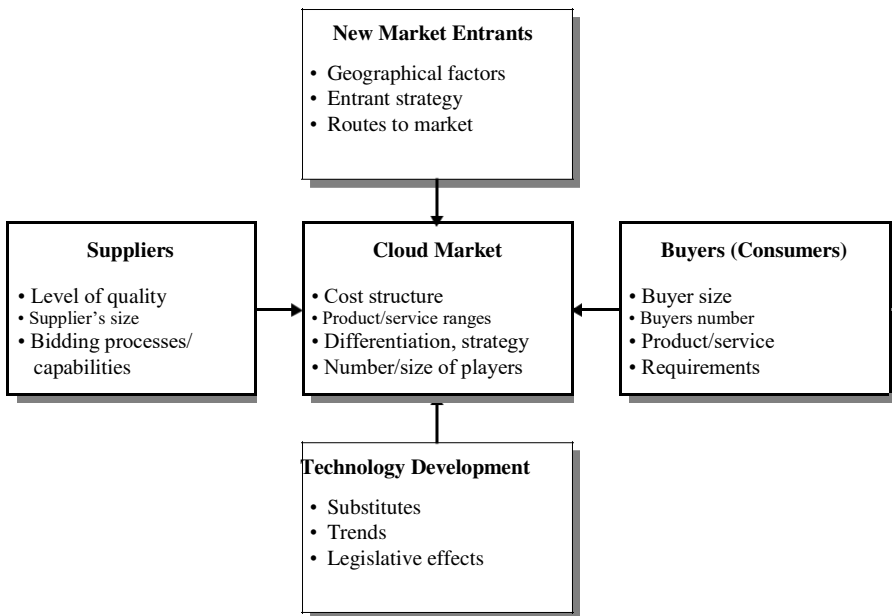 New Market Entrants
• Geographical factors
• Entrant strategy
• Routes to market
Suppliers
• Level of quality
• Supplier's size
• Bidding processes/
capabilities
Cloud Market
• Cost structure
• Product/service ranges
• Differentiation, strategy
• Number/size of players
Buyers (Consumers)
• Buyer size
• Buyers number
• Product/service
• Requirements
Technology Development
• Substitutes
• Trends
• Legislative effects